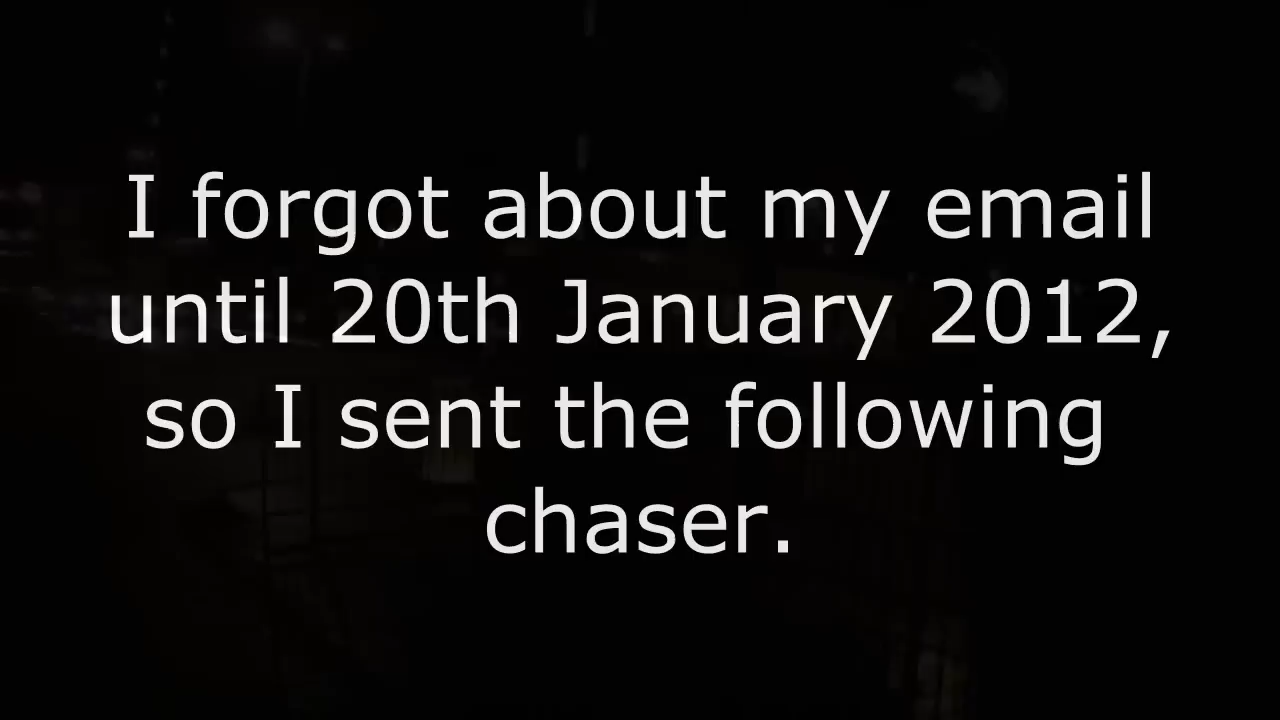 I forgot about my email
until 20th January 2012,
so I sent the following
chaser.